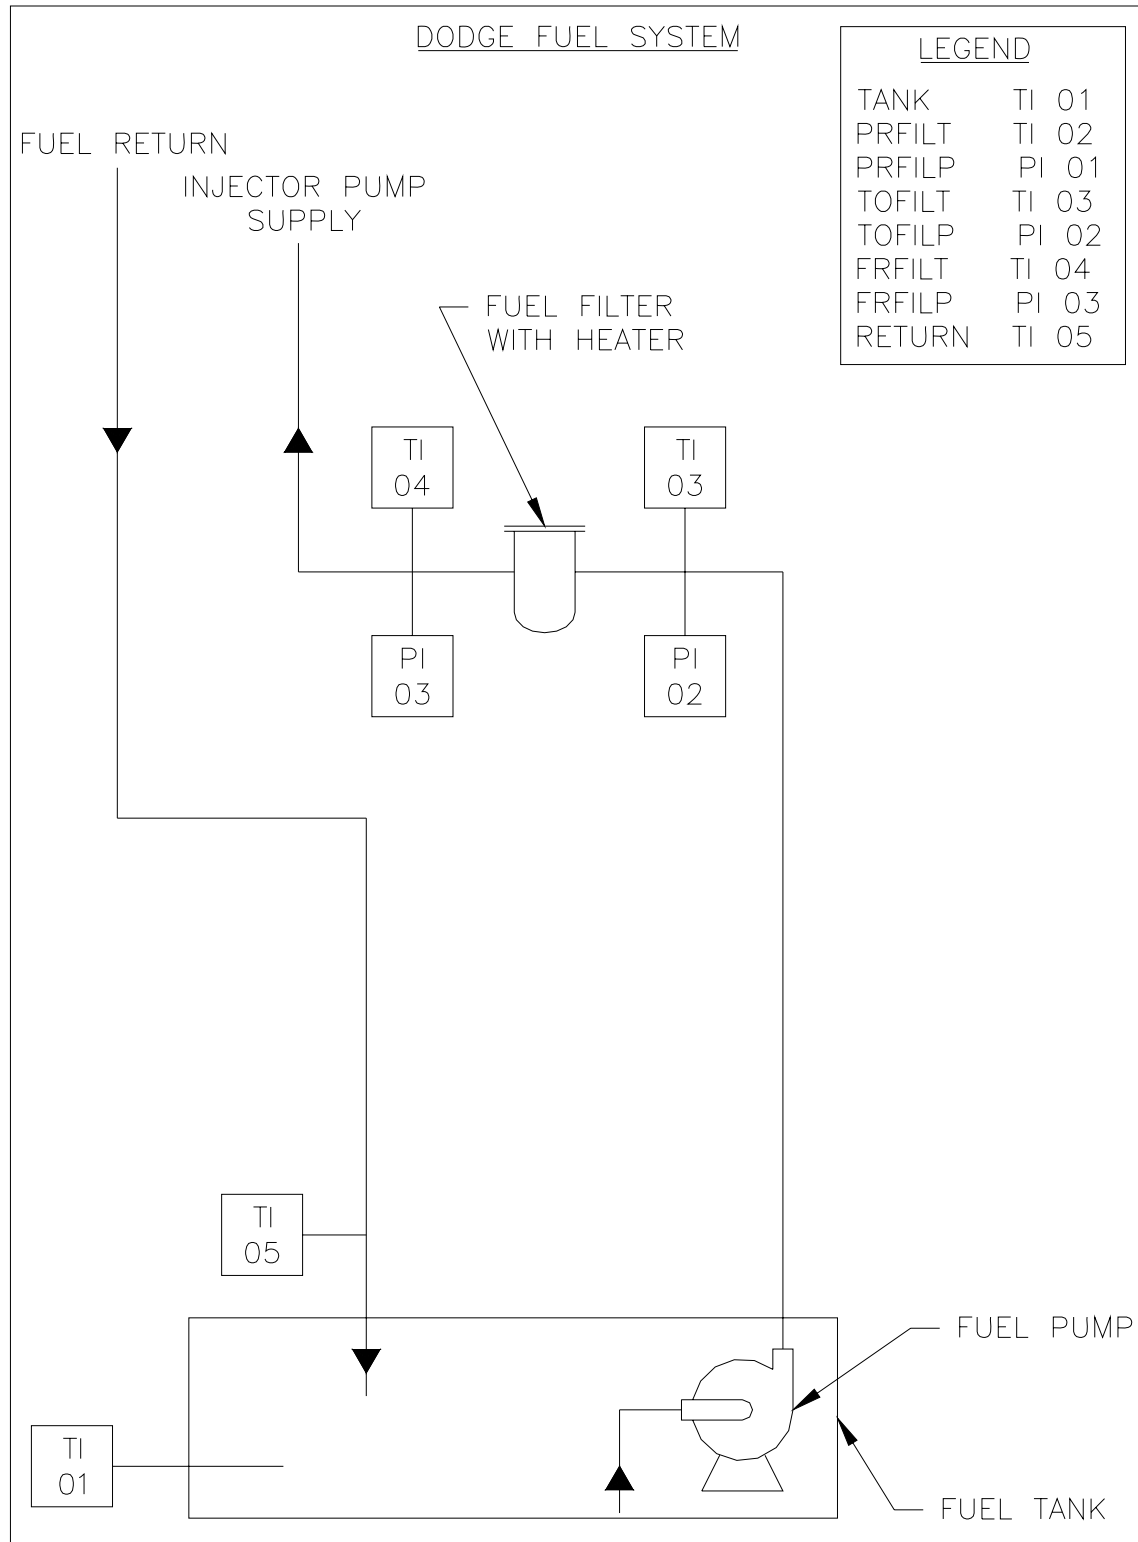 DODGE FUEL SYSTEM
LEGEND
TANK TI 01
PRFILT TI 02
PRFILP PI 01
TOFILT TI 03
TOFILP PI 02
FRFILT TI 04
FRFILP PI 03
RETURN TI 05
FUEL RETURN
INJECTOR PUMP
SUPPLY
FUEL FILTER
WITH HEATER
TI
04
TI
03
PI
03
PI
02
TI
05
FUEL PUMP
TI
01
FUEL TANK